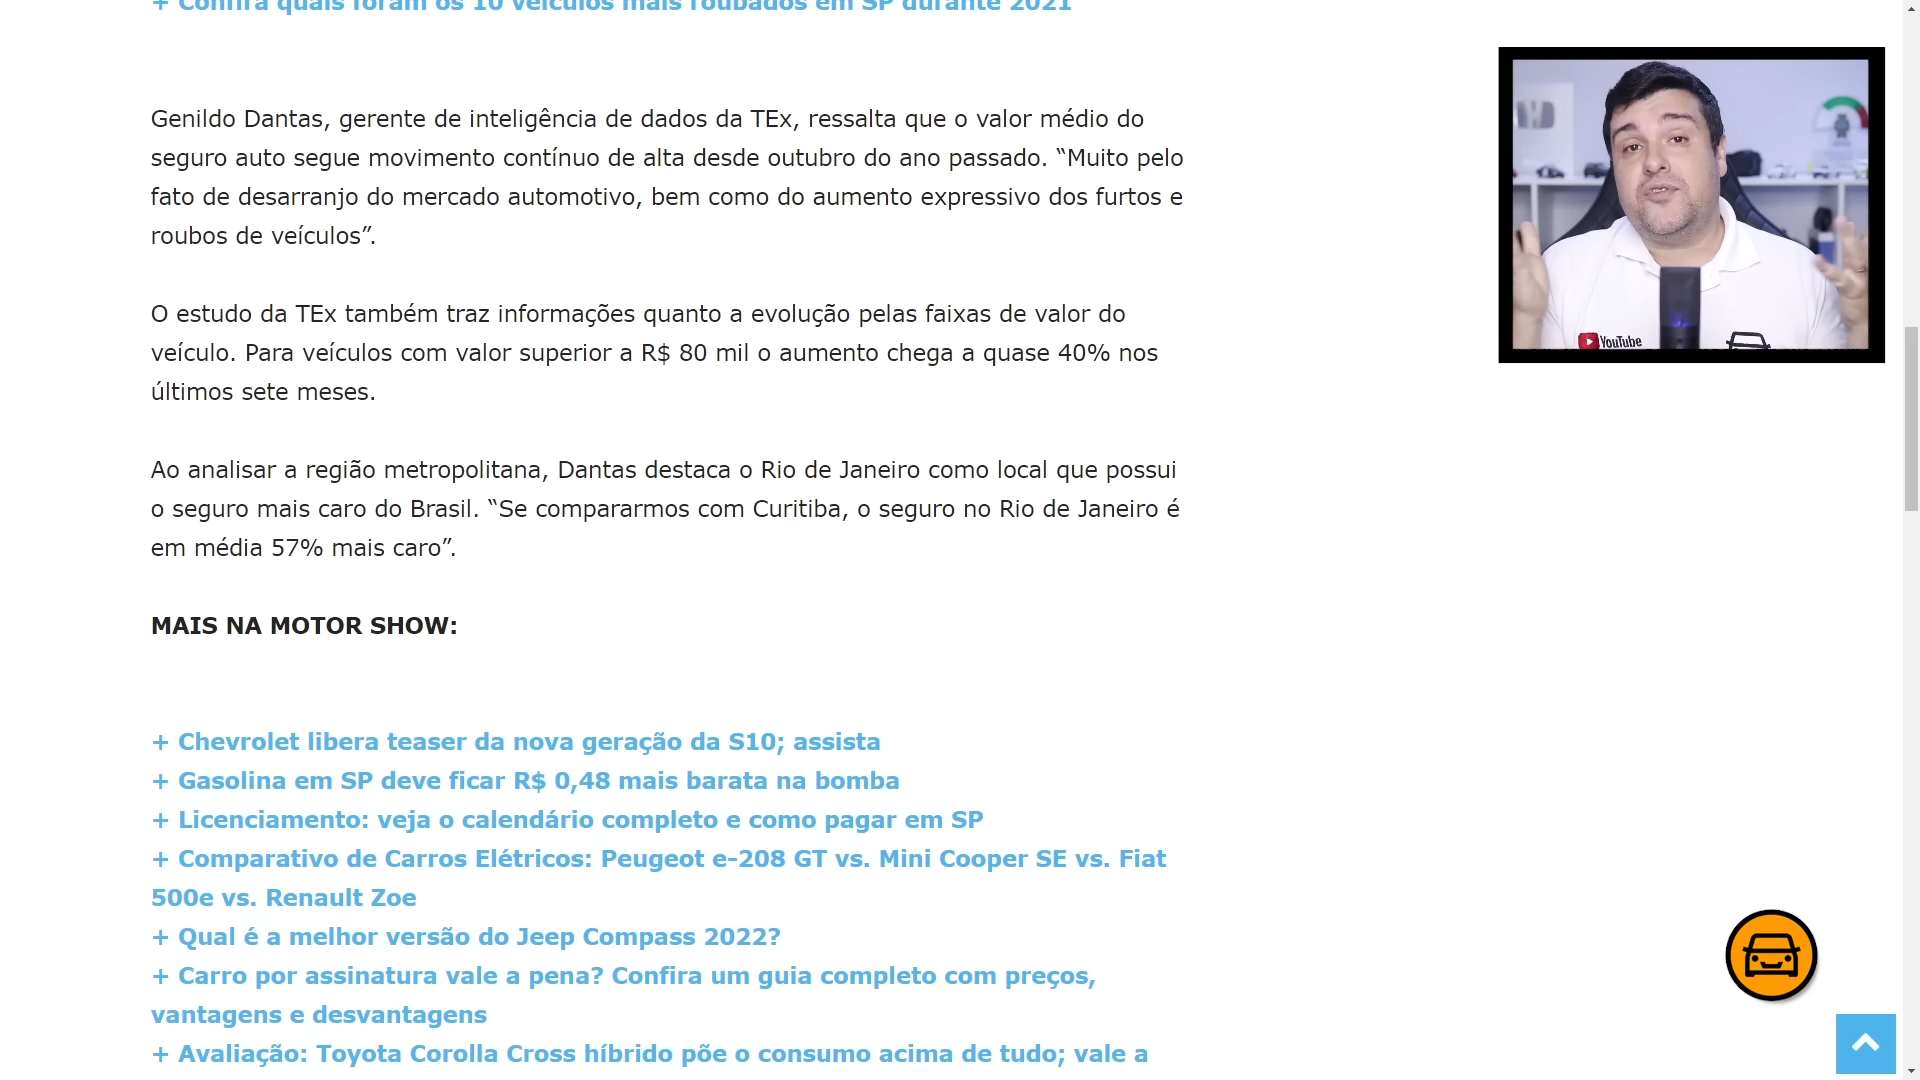 + Confira quais foram os 10 veículos mais roubados em SP durante 2021
Genildo Dantas, gerente de inteligência de dados da TEx, ressalta que o valor médio do
seguro auto segue movimento contínuo de alta desde outubro do ano passado. “Muito pelo
fato de desarranjo do mercado automotivo, bem como do aumento expressivo dos furtos e
roubos de veículos”.
O estudo da TEx também traz informações quanto a evolução pelas faixas de valor do
veículo. Para veículos com valor superior a R$ 80 mil o aumento chega a quase 40% nos
últimos sete meses.
Ao analisar a região metropolitana, Dantas destaca o Rio de Janeiro como local que possui
o seguro mais caro do Brasil. “Se compararmos com Curitiba, o seguro no Rio de Janeiro é
em média 57% mais caro”.
MAIS NA MOTOR SHOW:
+ Chevrolet libera teaser da nova geração da S10; assista
+ Gasolina em SP deve ficar R$ 0,48 mais barata na bomba
+ Licenciamento: veja o calendário completo e como pagar em SP
+ Comparativo de Carros Elétricos: Peugeot e-208 GT vs. Mini Cooper SE vs. Fiat
500e vs. Renault Zoe
+ Qual é a melhor versão do Jeep Compass 2022?
+ Carro por assinatura vale a pena? Confira um guia completo com preços,
vantagens e desvantagens
+ Avaliação: Toyota Corolla Cross híbrido põe o consumo acima de tudo; vale a
YouTube